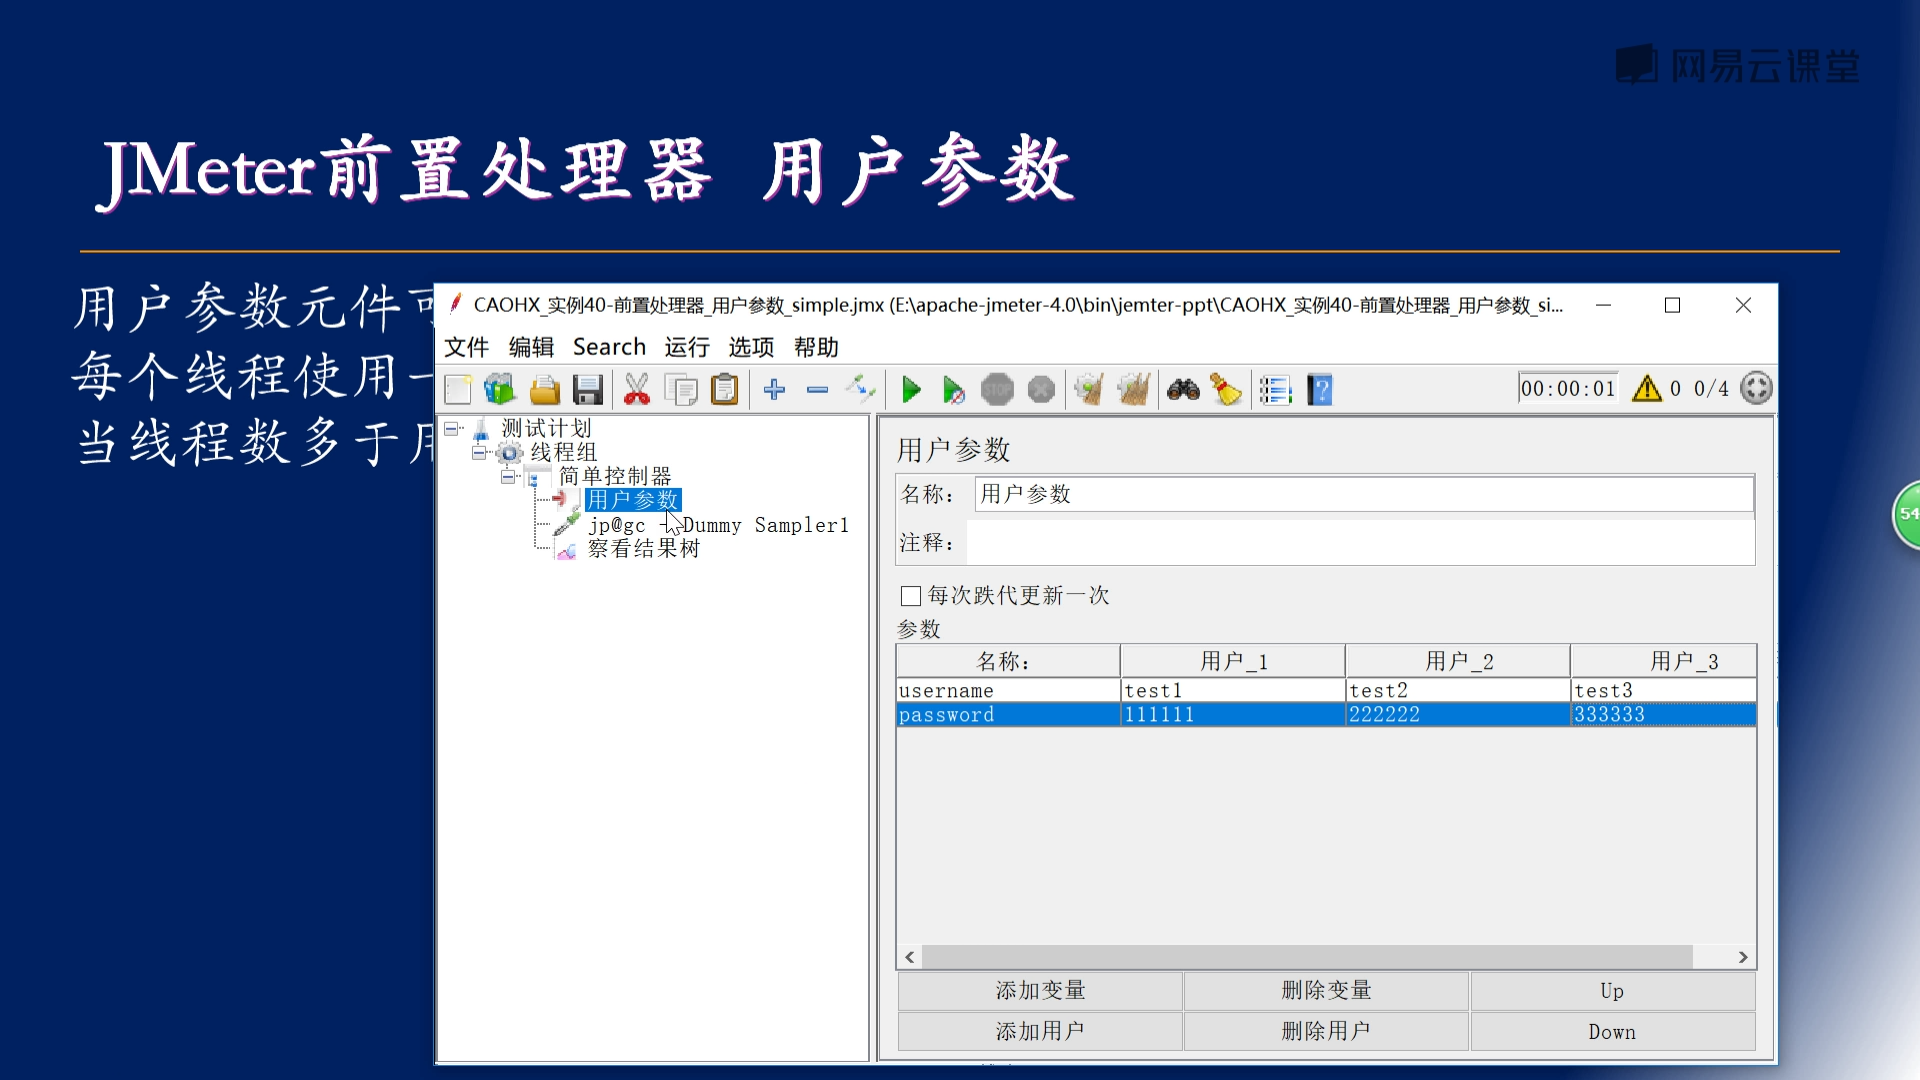 网易云课堂
JMeter前置处理器 用户参数
用户参数元件可
每个线程使用一
当线程数多于用
CAOHX_实例40-前置处理器_用户参数_simple.jmx (E:\apache-jmeter-4.0\bin\jemter-ppt\CAOHX_实例40-前置处理器_用户参数_si...
文件 编辑 Search 运行 选项 帮助
STOP
00:00:01 0 0/4
测试计划
线程组
简单控制器
用户参数
jp@gc - Dummy Sampler1
察看结果树
用户参数
名称： 用户参数
注释：
每次跌代更新一次
参数
名称： 用户_1 用户_2 用户_3
username test1 test2 test3
password 111111 222222 333333
添加变量 删除变量 Up
添加用户 删除用户 Down
54